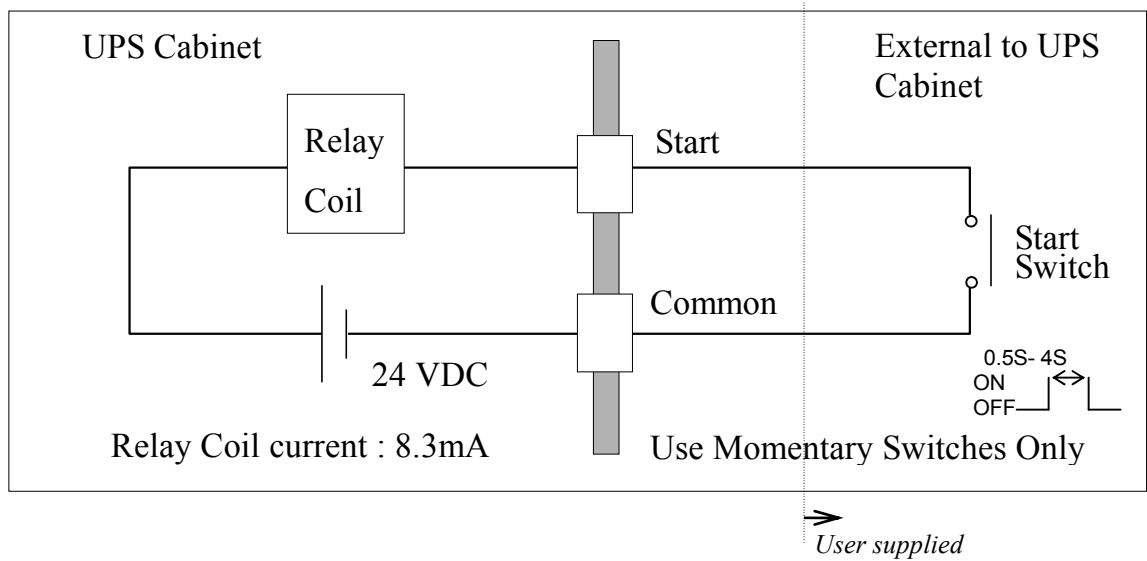 UPS Cabinet
External to UPS
Cabinet
Relay
Coil
Start
Start
Switch
Common
24 VDC
0.5S- 4S
ON
OFF
Relay Coil current : 8.3mA
Use Momentary Switches Only
User supplied